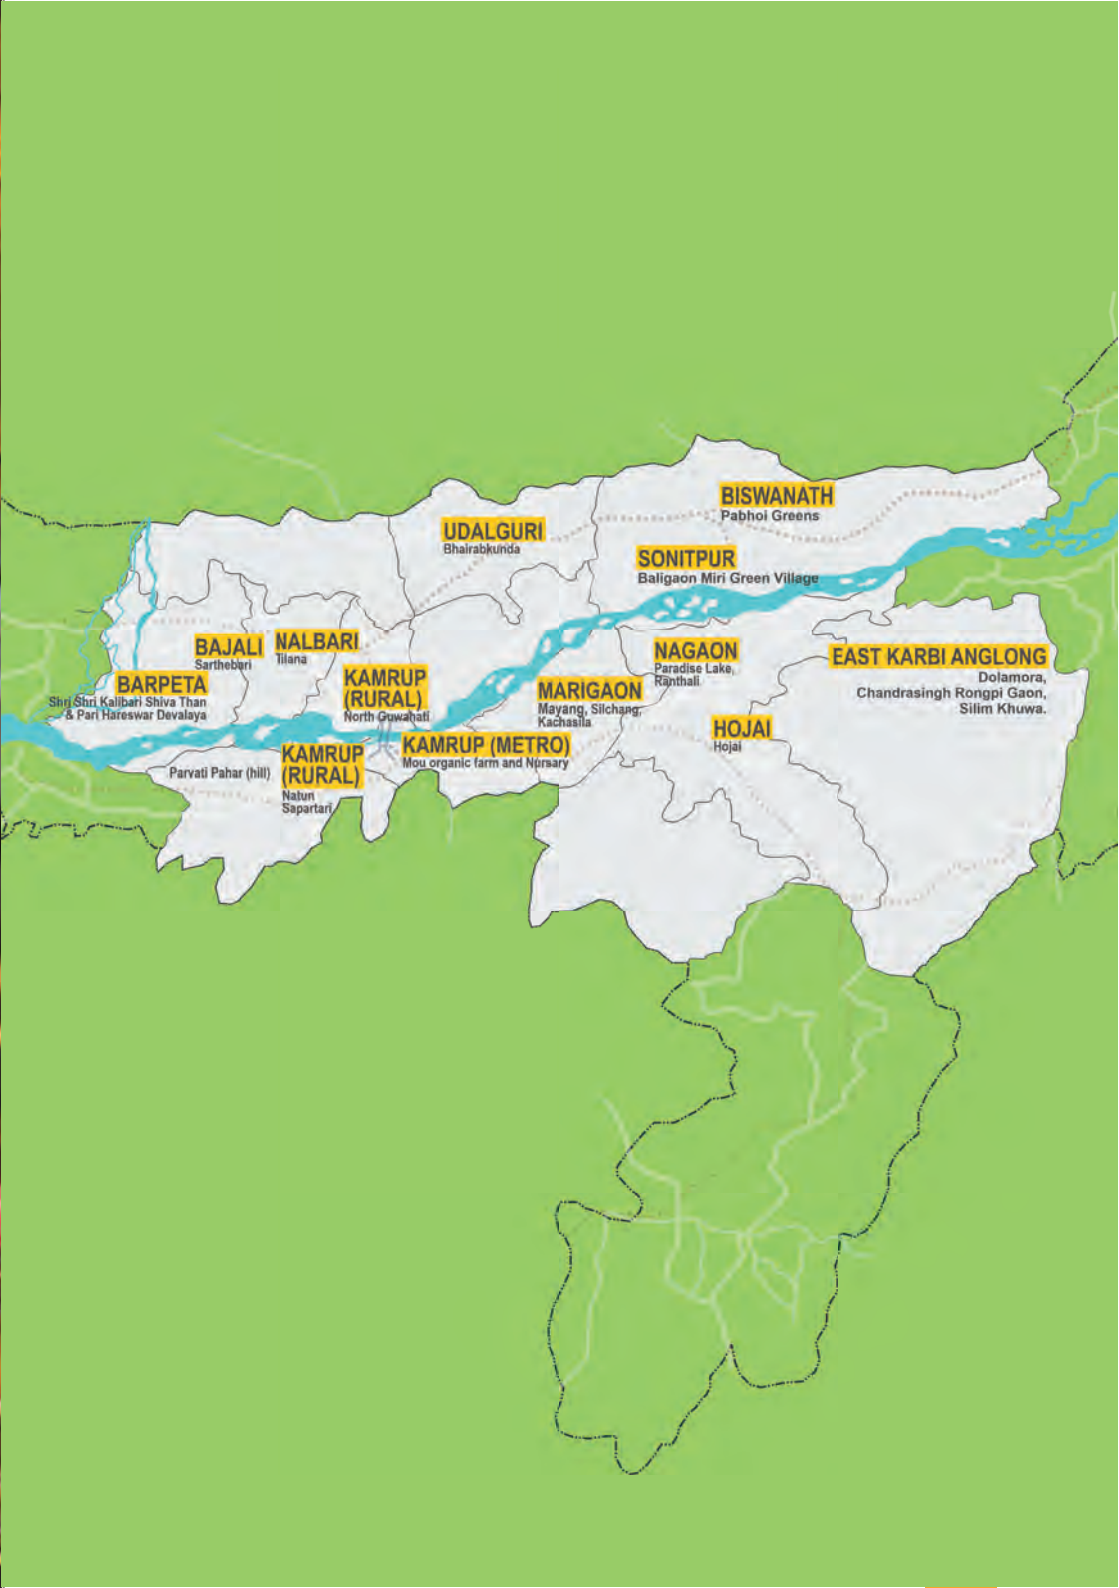 BISWANATH
Pabhoi Greens
UDALGURI
Bhairabkunda
SONITPUR
Baligaon Miri Green Village
BAJALI
Sarthebari
NALBARI
Tilana
NAGAON
Paradise Lake,
Ranthali
EAST KARBI ANGLONG
Dolamora,
Chandrasingh Rongpi Gaon,
Silim Khuwa.
BARPETA
Shri Shri Kalibari Shiva Than
& Pari Hareswar Devalaya
KAMRUP
(RURAL)
North Guwahati
MARIGAON
Mayang, Silchang,
Kachasila
HOJAI
Hojai
KAMRUP (METRO)
Mou organic farm and Nursary
Parvati Pahar (hill)
KAMRUP
(RURAL)
Natun
Sapartari